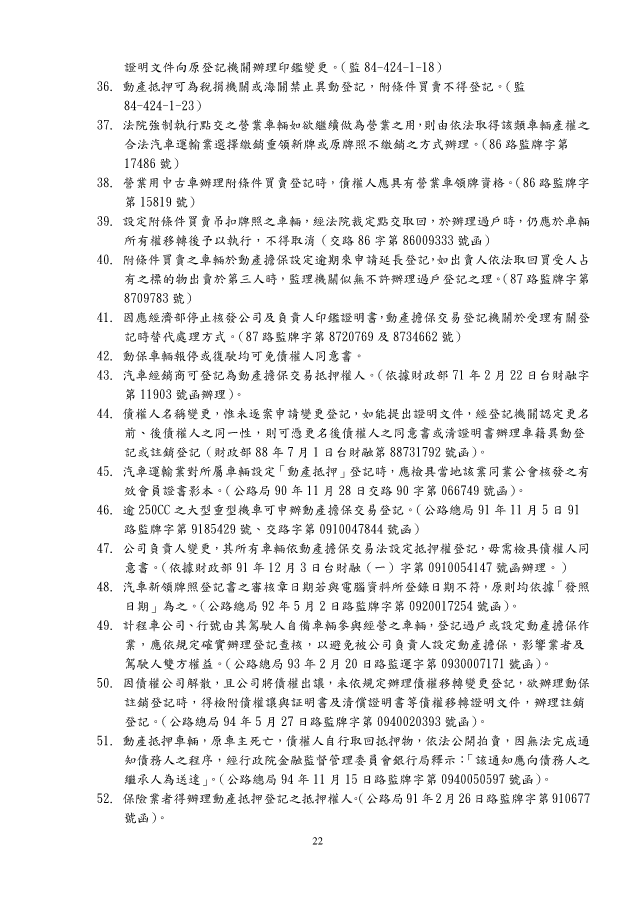 證明文件向原登記機關辦理印鑑變更。(監 84-424-1-18)
36. 動產抵押可為稅捐機關或海關禁止異動登記，附條件買賣不得登記。(監
84-424-1-23)
37. 法院強制執行點交之營業車輛如欲繼續做為營業之用，則由依法取得該類車輛產權之
合法汽車運輸業選擇繳銷重領新牌或原牌照不繳銷之方式辦理。(86 路監牌字第
17486 號)
38. 營業用中古車辦理附條件買賣登記時，債權人應具有營業車領牌資格。(86 路監牌字
第 15819 號)
39. 設定附條件買賣吊扣牌照之車輛，經法院裁定點交取回，於辦理過戶時，仍應於車輛
所有權移轉後予以執行，不得取消（交路 86 字第 86009333 號函)
40. 附條件買賣之車輛於動產擔保設定逾期來申請延長登記，如出賣人依法取回買受人占
有之標的物出賣於第三人時，監理機關似無不許辦理過戶登記之理。(87 路監牌字第
8709783 號)
41. 因應經濟部停止核發公司及負責人印鑑證明書，動產擔保交易登記機關於受理有關登
記時替代處理方式。(87 路監牌字第 8720769 及 8734662 號)
42. 動保車輛報停或復駛均可免債權人同意書。
43. 汽車經銷商可登記為動產擔保交易抵押權人。(依據財政部 71 年 2 月 22 日台財融字
第 11903 號函辦理)。
44. 債權人名稱變更，惟未逐案申請變更登記，如能提出證明文件，經登記機關認定更名
前、後債權人之同一性，則可憑更名後債權人之同意書或清證明書辦理車籍異動登
記或註銷登記（財政部 88 年 7 月 1 日台財融第 88731792 號函)。
45. 汽車運輸業對所屬車輛設定「動產抵押」登記時，應檢具當地該業同業公會核發之有
效會員證書影本。(公路局 90 年 11 月 28 日交路 90 字第 066749 號函)。
46. 逾 250CC 之大型重型機車可申辦動產擔保交易登記。(公路總局 91 年 11 月 5 日 91
路監牌字第 9185429 號、交路字第 0910047844 函)
47. 公司負責人變更，其所有車輛依動產擔保交易法設定抵押權登記，毋需檢具債權人同
意書。(依據財政部 91 年 12 月 3 日台財融（一）字第 0910054147 號函辦理。)
48. 汽車新領牌照登記書之審核章日期若與電腦資料所登錄日期不符，原則均依據「發照
日期」為之。(公路總局 92 年 5 月 2 日路監牌字第 0920017254 號函)。
49. 計程車公司、行號由其駕駛人自備車輛參與經營之車輛，登記過戶或設定動產擔保作
業，應依規定確實辦理登記查核，以避免被公司負責人設定動產擔保，影響業者及
駕駛人雙方權益。(公路總局 93 年 2 月 20 日路監運字第 0930007171 號函)。
50. 因債權公司解散，且公司將債權出讓，未依規定辦理債權移轉變更登記，欲辦理動保
註銷登記時，得檢附債權讓與証明書及清償證明書等債權移轉證明文件，辦理註銷
登記。(公路總局 94 年 5 月 27 日路監牌字第 0940020393 號函)。
51. 動產抵押車輛，原車主死亡，債權人自行取回抵押物，依法公開拍賣，因無法完成通
知債務人之程序，經行政院金融監督管理委員會銀行局釋示：「該通知應向債務人之
繼承人為送達」。(公路總局 94 年 11 月 15 日路監牌字第 0940050597 號函)。
52. 保險業者得辦理動產抵押登記之抵押權人。(公路局 91 年 2 月 26 日路監牌字第 910677
號函)。
22